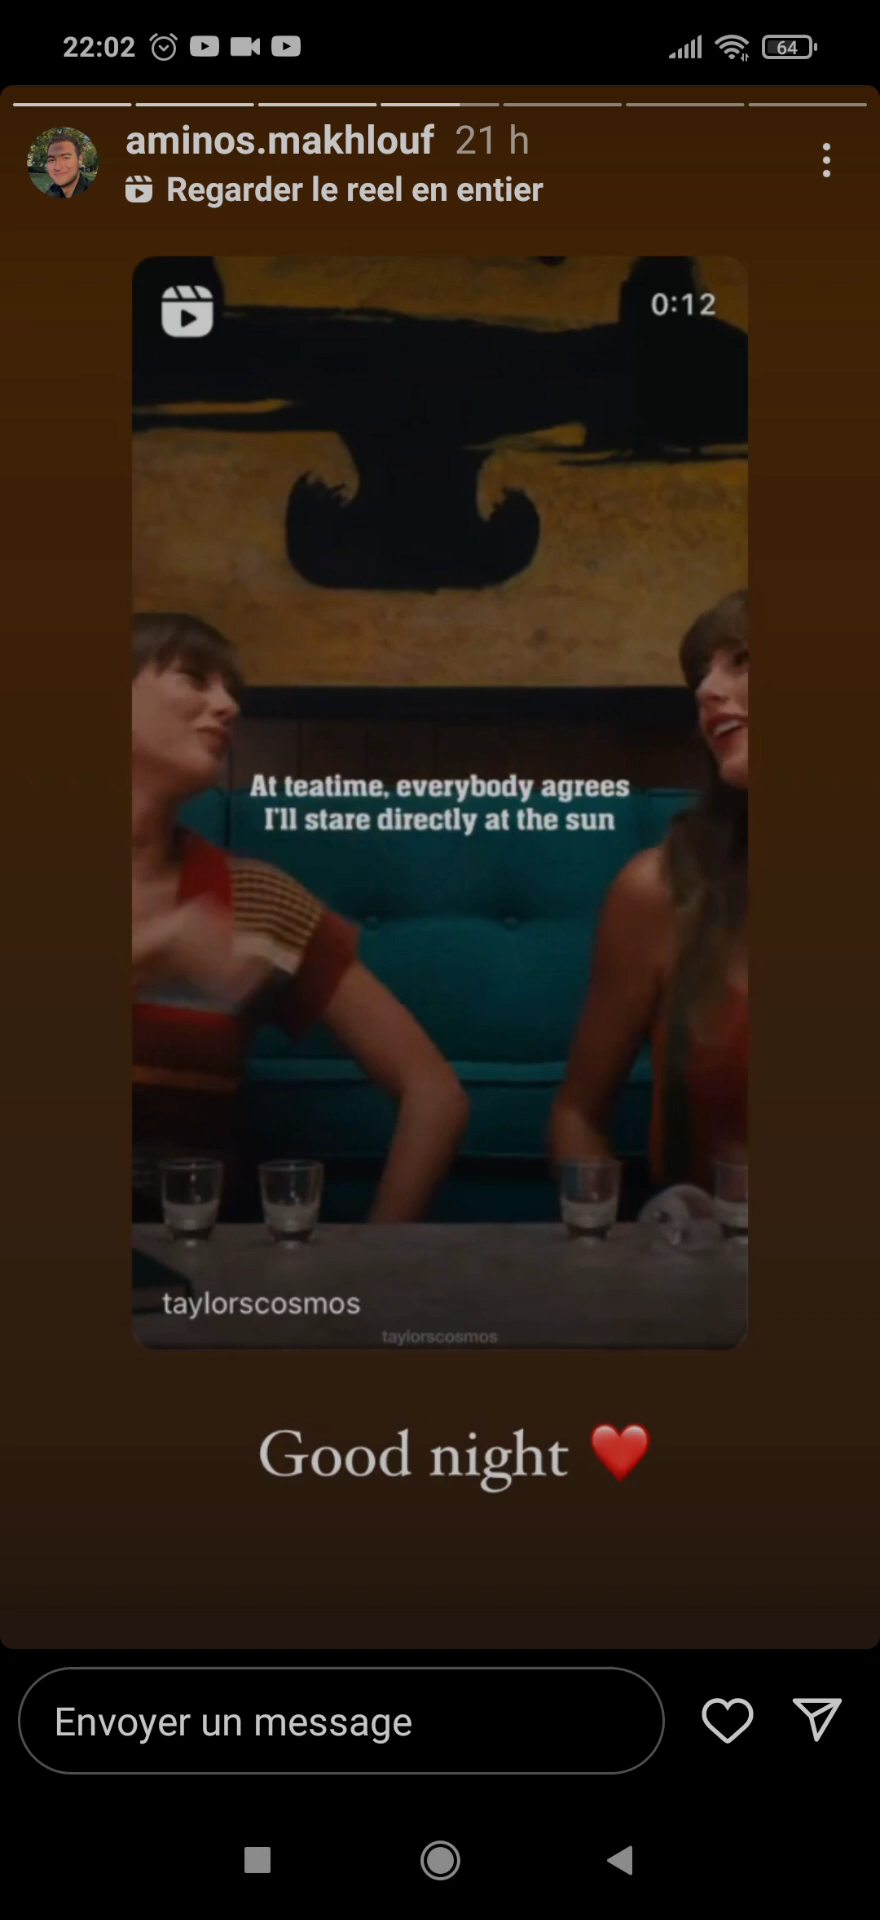 22:02
64
aminos.makhlouf 21 h
Regarder le reel en entier
0:12
At teatime, everybody agrees
I'll stare directly at the sun
taylorscosmos
taylorscosmos
Good night ❤️
Envoyer un message